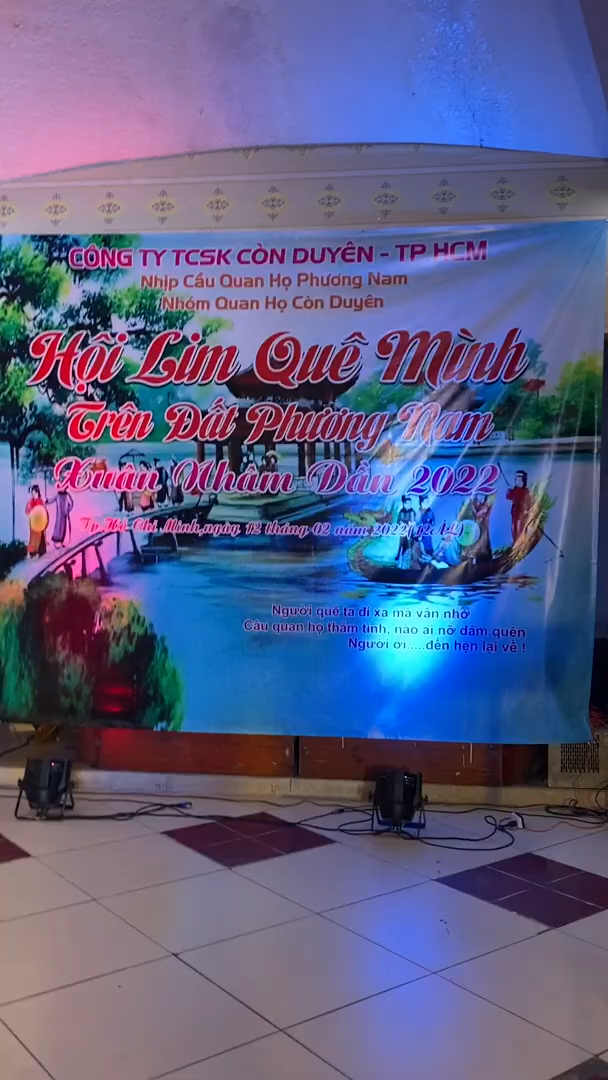 CÔNG TY TCSK CÒN DUYÊN - TP HCM
Nhịp Cầu Quan Họ Phương Nam
Nhóm Quan Họ Còn Duyên
Hội Lim Quê Mình
Trên Đất Phương Nam
Xuân Nhâm Dần 2022
Tp.Hồ Chí Minh,ngày 12 tháng 02 năm 2022(12 ÂL)
Người quê ta đi xa mà vẫn nhớ
Câu quan họ thắm tình, nào ai nỡ dám quên
Người ơi.....đến hẹn lại về !